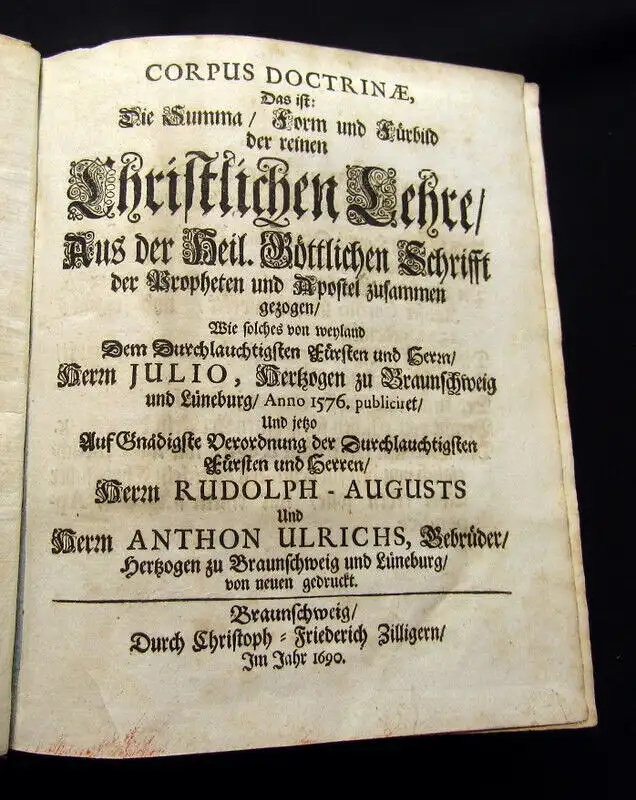 CORPUS DOCTRINÆ,
Das ist:
Die Summa/ Form und Fürbild
der reinen
Christlichen Lehre/
Aus der Heil. Göttlichen Schrifft
der Propheten und Apostel zusammen
gezogen/
Wie solches von weyland
Dem Durchlauchtigsten Fürsten und Herrn/
Herrn JULIO, Hertzogen zu Braunschweig
und Lüneburg/ Anno 1576. publiciret/
Und jetzo
Auf Gnädigste Verordnung der Durchlauchtigsten
Fürsten und Herren/
Herrn RUDOLPH-AUGUSTS
Und
Herrn ANTHON ULRICHS, Gebrüder/
Hertzogen zu Braunschweig und Lüneburg/
von neuen gedruckt.
Braunschweig/
Durch Christoph-Friederich Zilligern/
Im Jahr 1690.